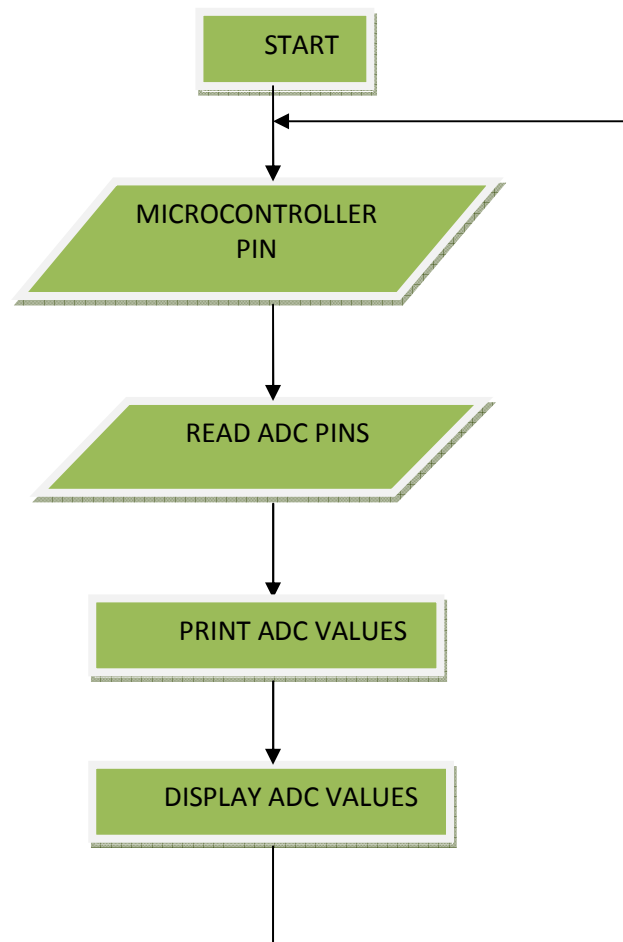 START
MICROCONTROLLER
PIN
READ ADC PINS
PRINT ADC VALUES
DISPLAY ADC VALUES